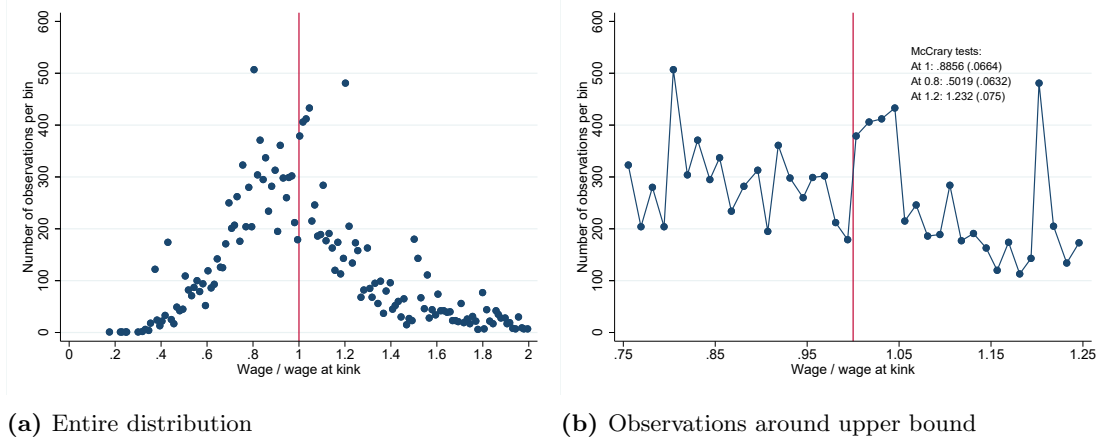 Number of observations per bin
600
500
400
300
200
100
0
0 .2 .4 .6 .8 1 1.2 1.4 1.6 1.8 2
Wage / wage at kink
(a) Entire distribution
Number of observations per bin
600
500
400
300
200
100
0
McCrary tests:
At 1: .8856 (.0664)
At 0.8: .5019 (.0632)
At 1.2: 1.232 (.075)
.75 .85 .95 1.05 1.15 1.25
Wage / wage at kink
(b) Observations around upper bound